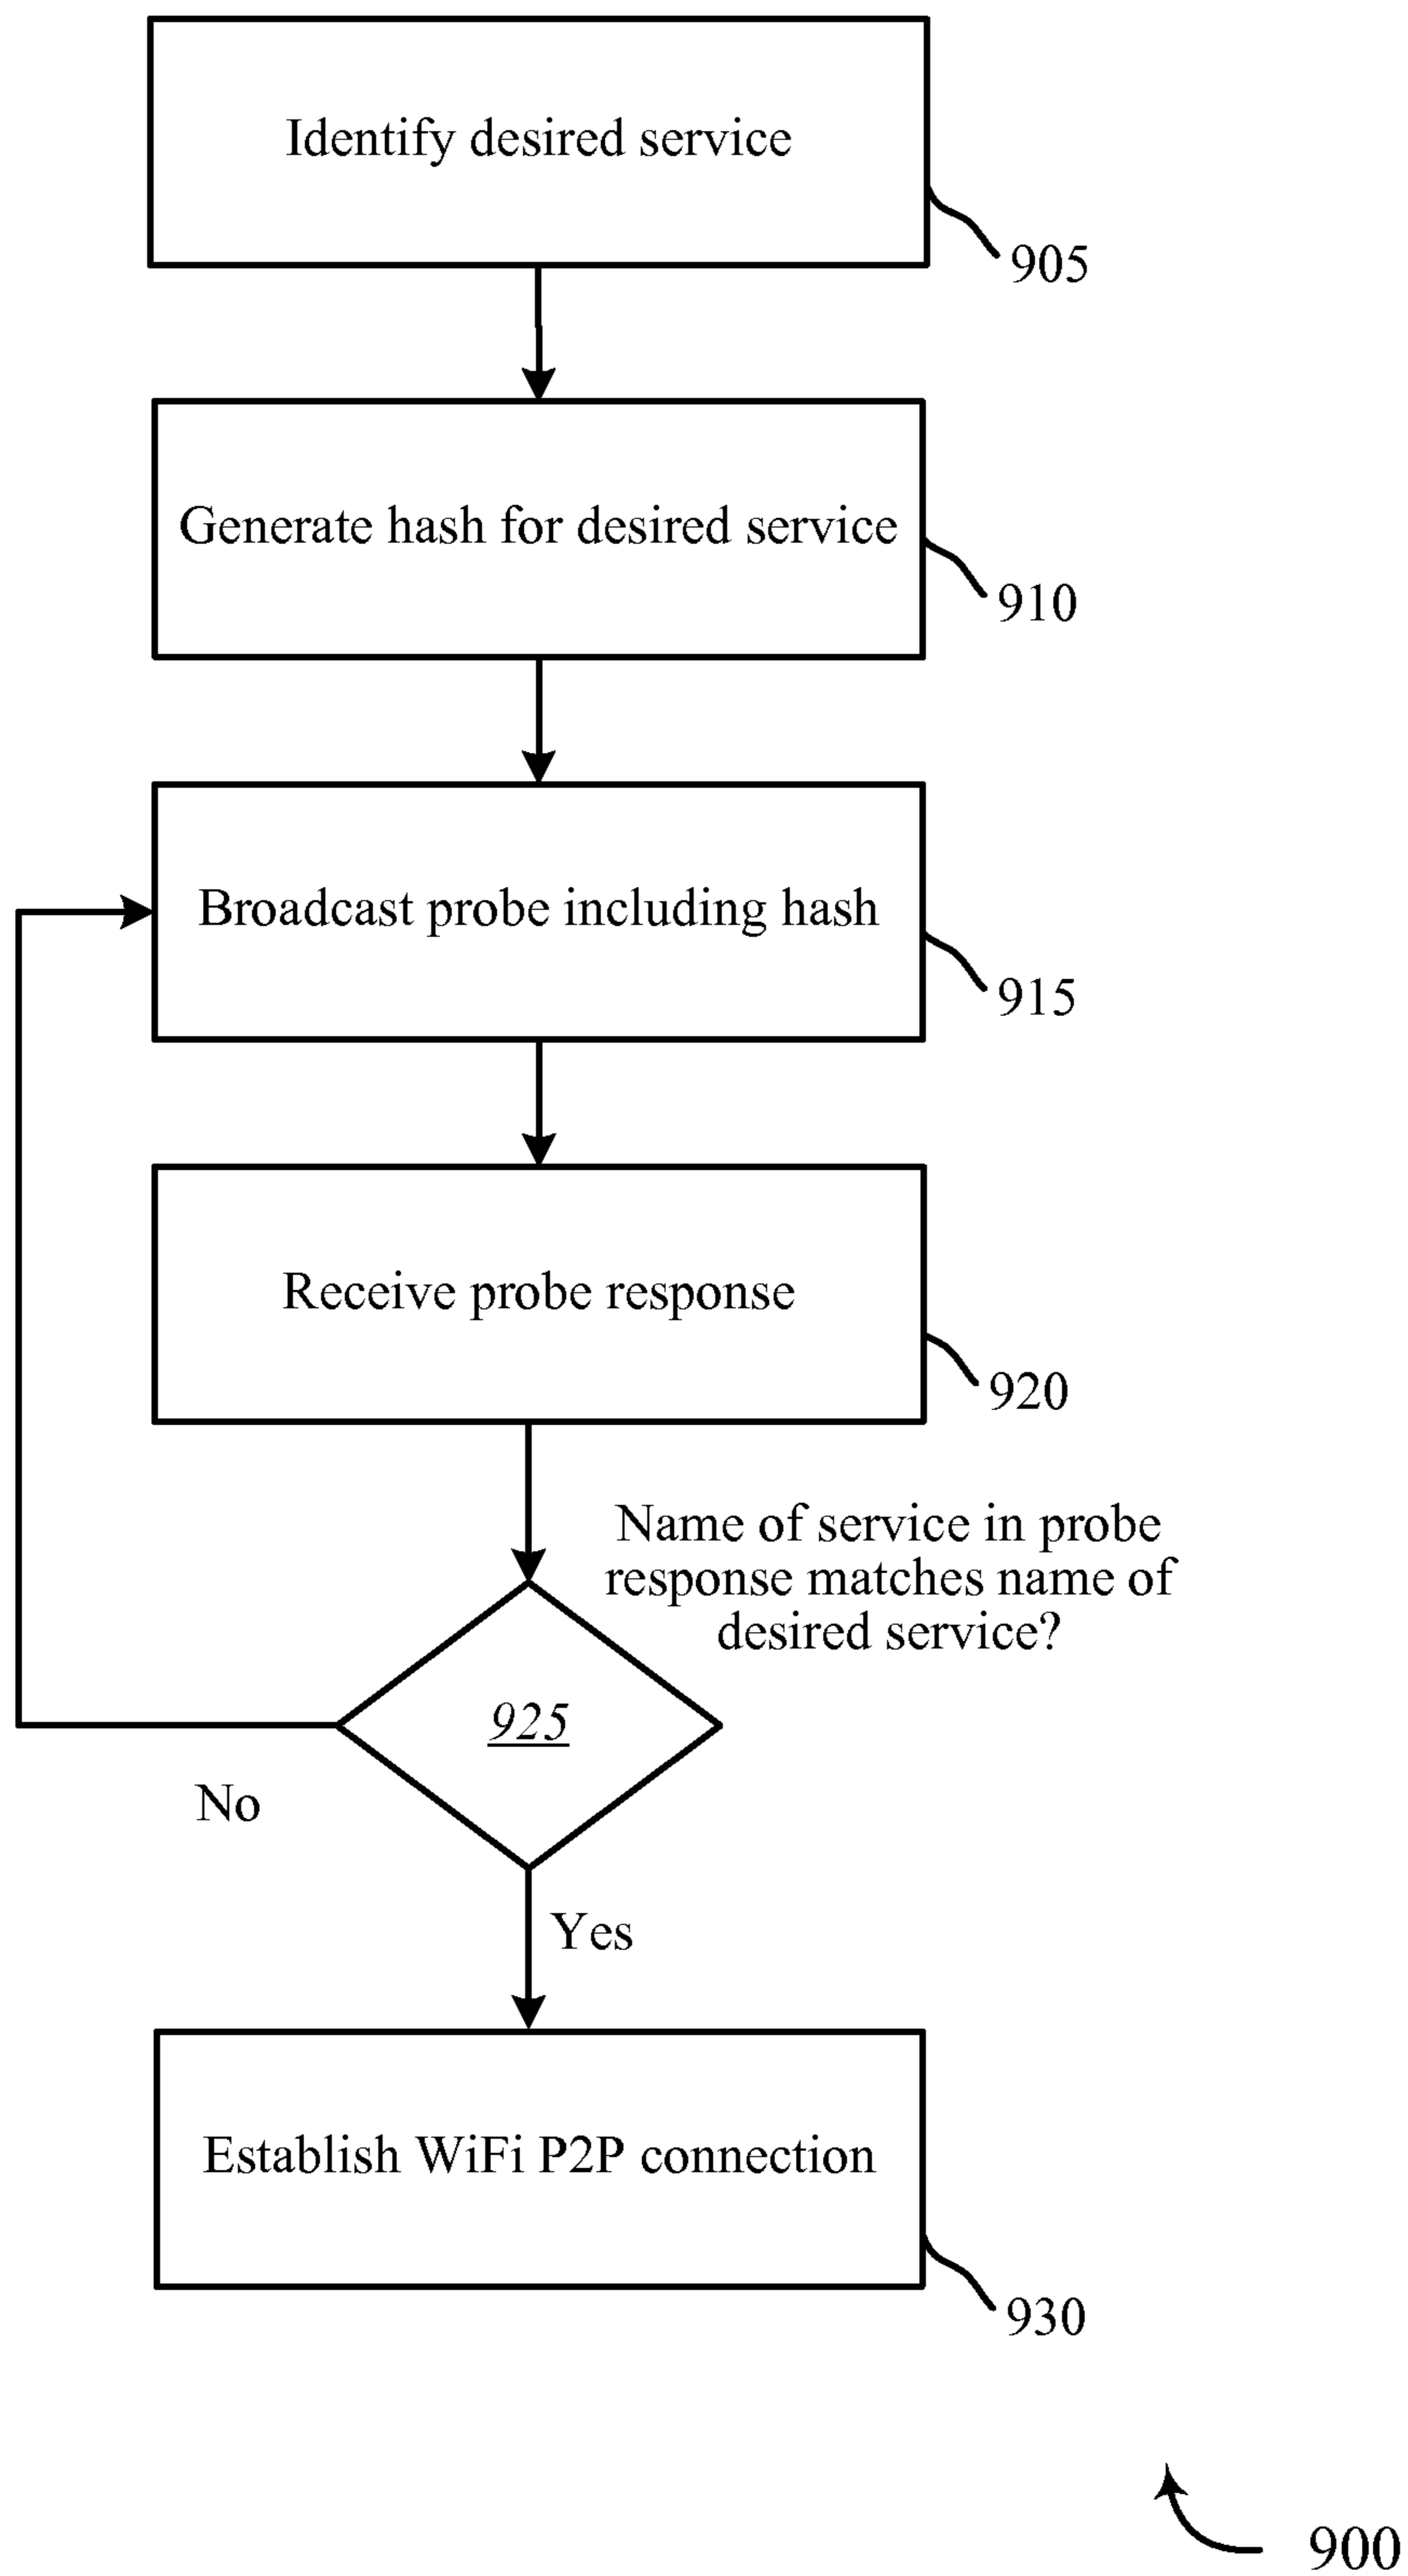 Identify desired service
905
Generate hash for desired service
910
Broadcast probe including hash
915
Receive probe response
920
Name of service in probe
response matches name of
desired service?
925
No
Yes
Establish WiFi P2P connection
930
900